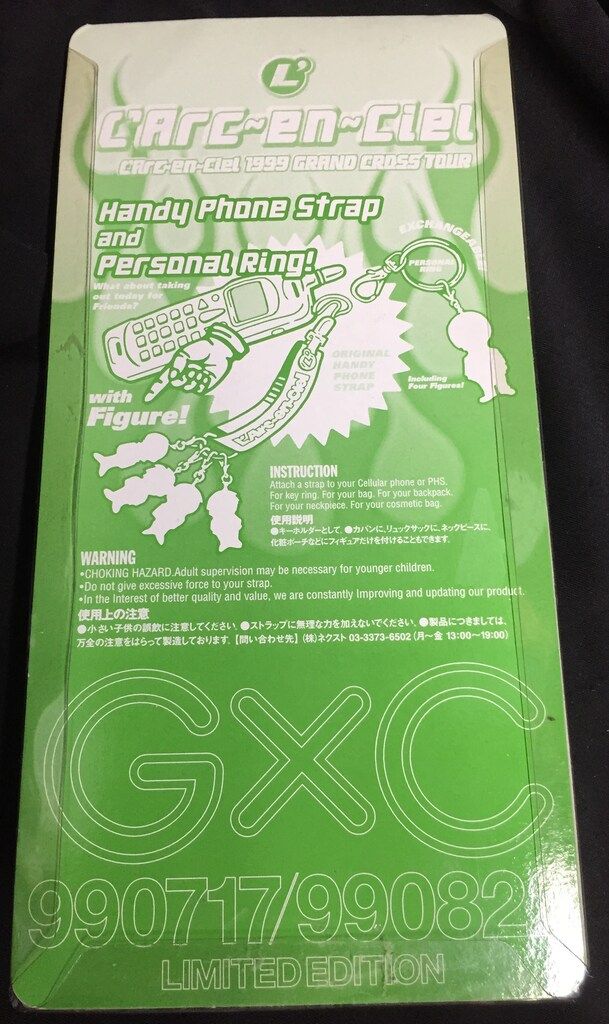 L'
L'Arc~en~Ciel
L'Arc-en-Ciel 1999 GRAND CROSS TOUR
Handy Phone Strap
and
Personal Ring!
What about taking
out today for
Friends?
EXCHANGEABLE
PERSONAL
RING
ORIGINAL
HANDY
PHONE
STRAP
Including
Four Figures!
with
Figure!
L'Arc-en-Ciel
INSTRUCTION
Attach a strap to your Cellular phone or PHS.
For key ring. For your bag. For your backpack.
For your neckpiece. For your cosmetic bag.
使用説明
●キーホルダーとして、●カバンに、リュックサックに、ネックピースに、
化粧ポーチなどにフィギュアだけを付けることもできます。
WARNING
•CHOKING HAZARD.Adult supervision may be necessary for younger children.
•Do not give excessive force to your strap.
•In the Interest of better quality and value, we are constantly Improving and updating our product.
使用上の注意
●小さい子供の誤飲に注意してください。●ストラップに無理な力を加えないでください。●製品につきましては、
万全の注意をはらって製造しております。【問い合わせ先】(株)ネクスト 03-3373-6502 (月〜金 13:00〜19:00)
G×C
990717/99082
LIMITED EDITION